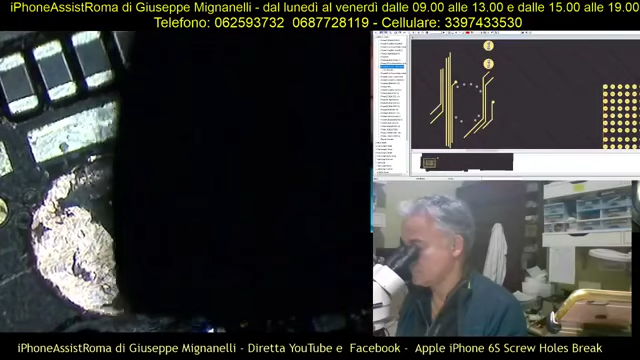 iPhoneAssistRoma di Giuseppe Mignanelli - dal lunedì al venerdì dalle 09.00 alle 13.00 e dalle 15.00 alle 19.00
Telefono: 062593732 0687728119 - Cellulare: 3397433530
iPhoneAssistRoma di Giuseppe Mignanelli - Diretta YouTube e Facebook - Apple iPhone 6S Screw Holes Break